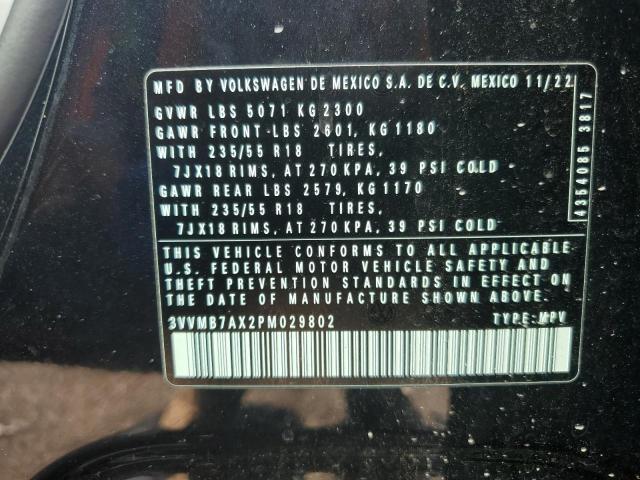 MFD BY VOLKSWAGEN DE MEXICO S.A. DE C.V. MEXICO 11/22
GVWR LBS 5071 KG 2300
GAWR FRONT-LBS 2601, KG 1180
WITH 235/55 R18 TIRES,
7JX18 RIMS, AT 270 KPA, 39 PSI COLD
GAWR REAR LBS 2579, KG 1170
WITH 235/55 R18 TIRES,
7JX18 RIMS, AT 270 KPA, 39 PSI COLD
4354085 3817
THIS VEHICLE CONFORMS TO ALL APPLICABLE
U.S. FEDERAL MOTOR VEHICLE SAFETY AND
THEFT PREVENTION STANDARDS IN EFFECT ON
THE DATE OF MANUFACTURE SHOWN ABOVE.
3VVMB7AX2PM029802 TYPE: MPV